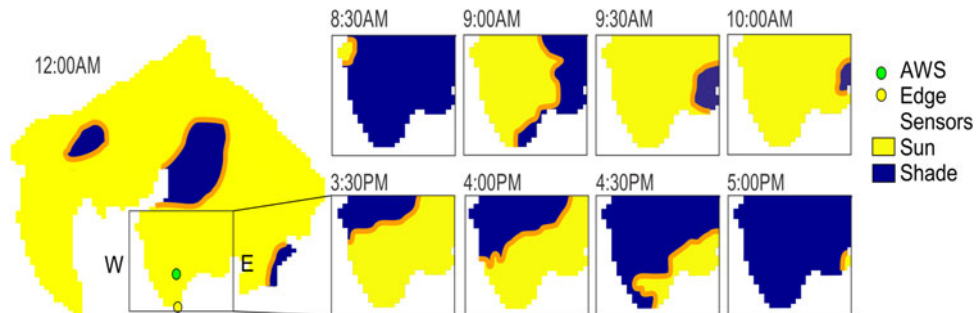 8:30AM
9:00AM
9:30AM
10:00AM
12:00AM
AWS
Edge
Sensors
Sun
Shade
3:30PM
4:00PM
4:30PM
5:00PM
W
E